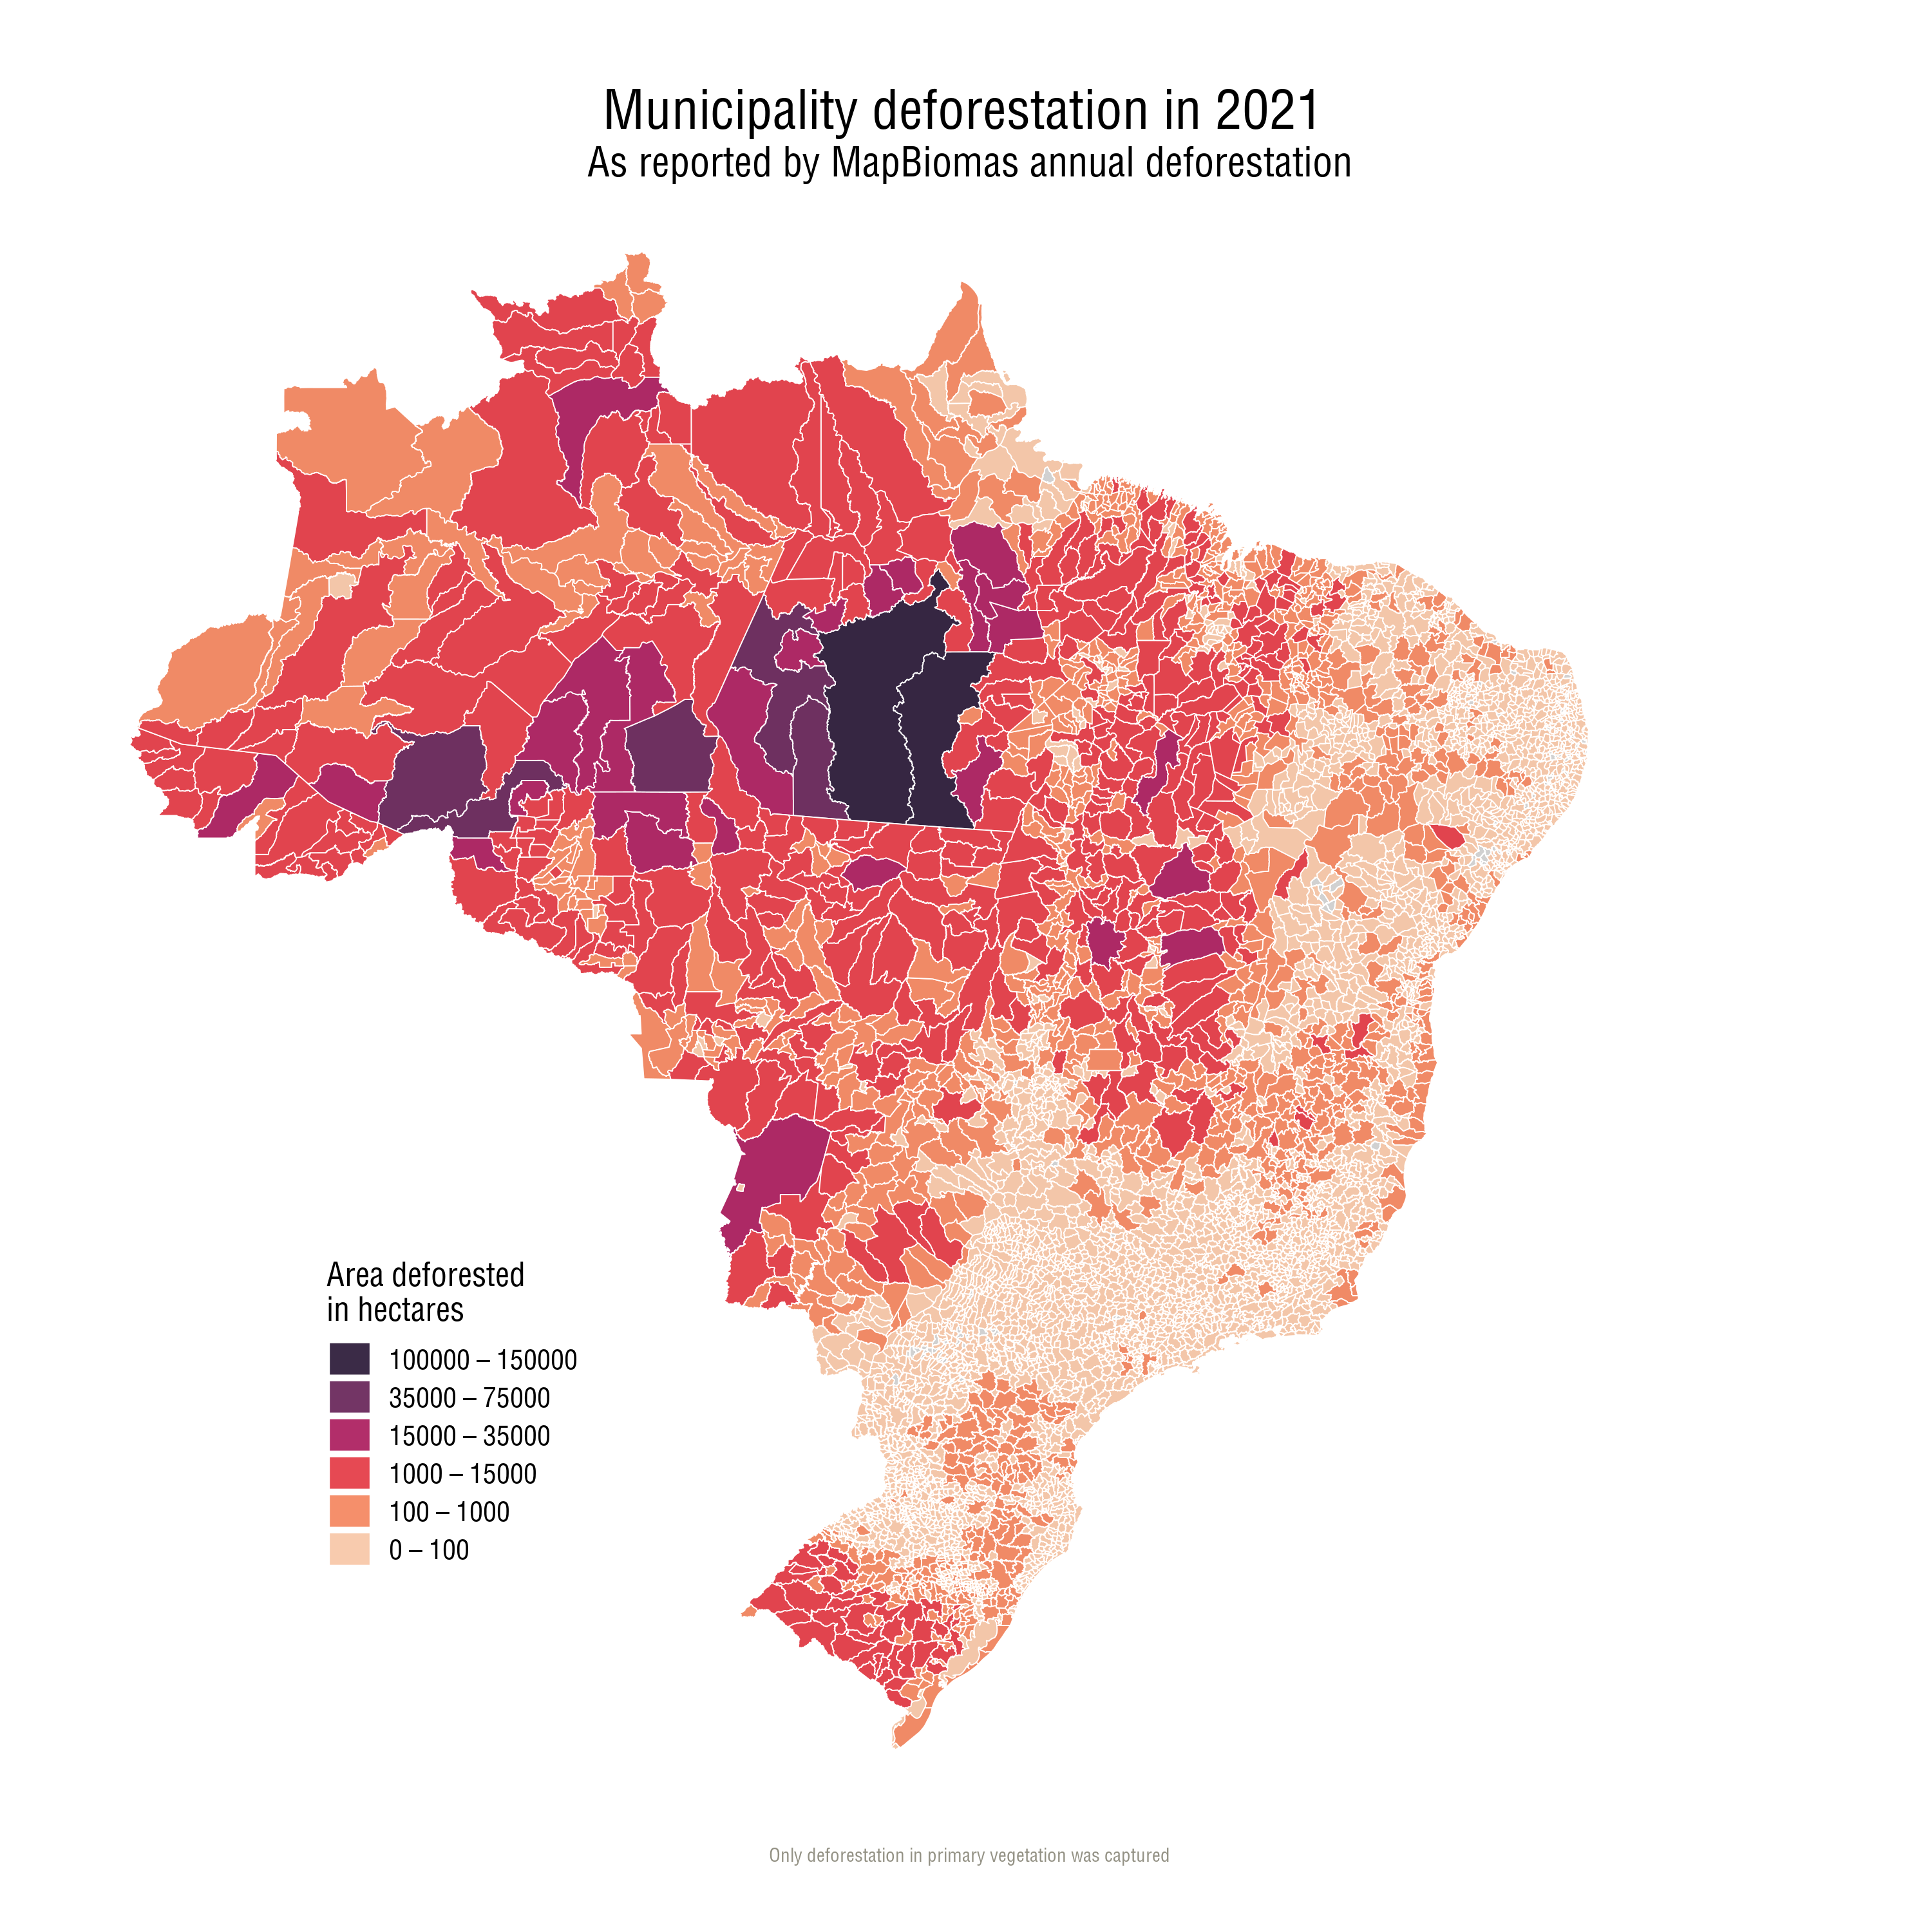 Municipality deforestation in 2021
As reported by MapBiomas annual deforestation
Area deforested
in hectares
100000 – 150000
35000 – 75000
15000 – 35000
1000 – 15000
100 – 1000
0 – 100
Only deforestation in primary vegetation was captured